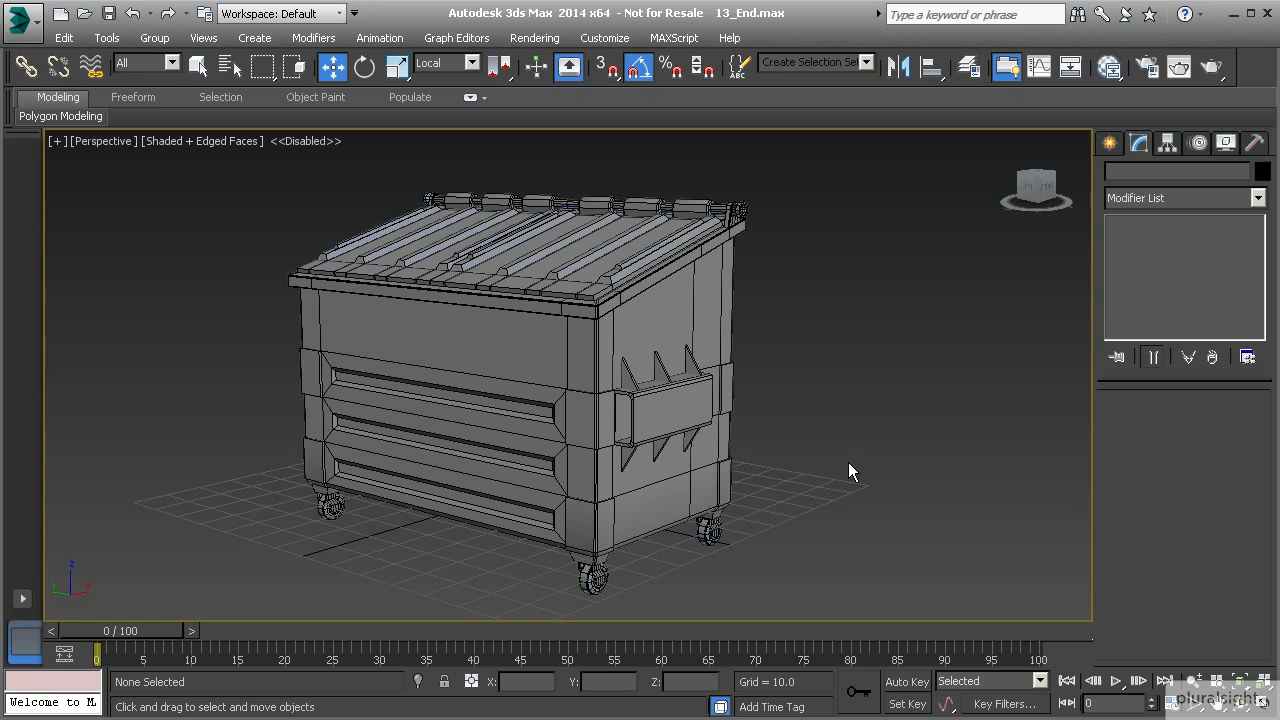 Workspace: Default
Autodesk 3ds Max 2014 x64 - Not for Resale 13_End.max
Type a keyword or phrase
Edit Tools Group Views Create Modifiers Animation Graph Editors Rendering Customize MAXScript Help
All
Local
3
%
Create Selection Se
Modeling Freeform Selection Object Paint Populate
Polygon Modeling
[+] [Perspective] [Shaded + Edged Faces] <<Disabled>>
Modifier List
z
Y
X
< 0 / 100 >
0 5 10 15 20 25 30 35 40 45 50 55 60 65 70 75 80 85 90 95 100
None Selected
X:
Y:
Z:
Grid = 10.0
Auto Key
Selected
Welcome to M
Click and drag to select and move objects
Add Time Tag
Set Key
Key Filters...
0
pluralsight